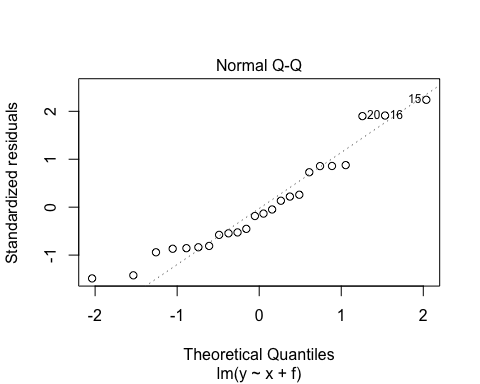 Normal Q-Q
Standardized residuals
2
1
0
-1
20 16
15
-2 -1 0 1 2
Theoretical Quantiles
lm(y ~ x + f)